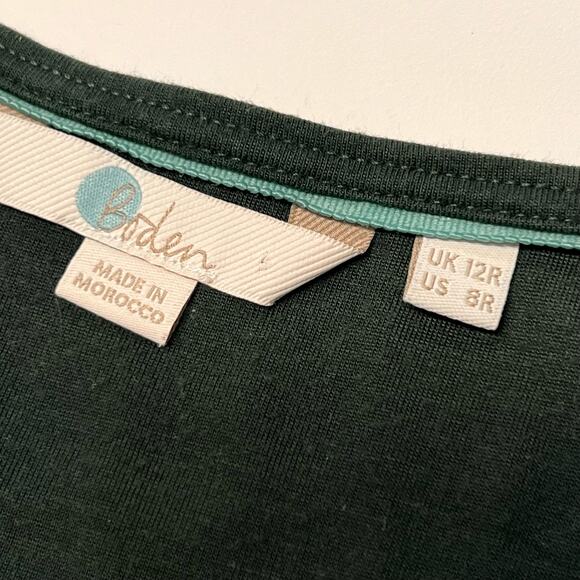 Boden
MADE IN
MOROCCO
UK 12R
US 8R